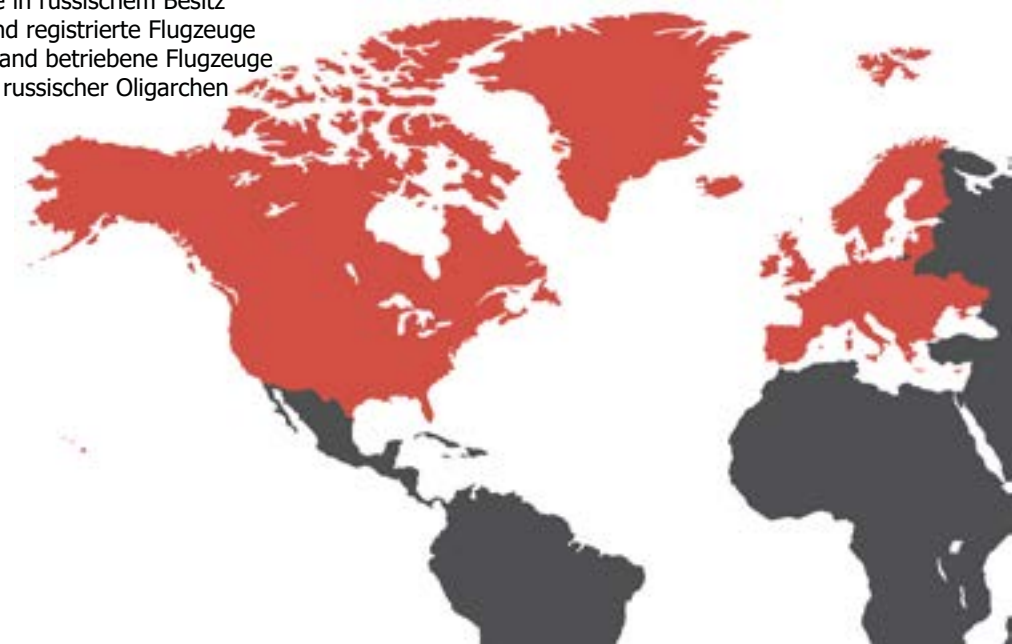 in russischem Besitz
registrierte Flugzeuge
betriebene Flugzeuge
russischer Oligarchen